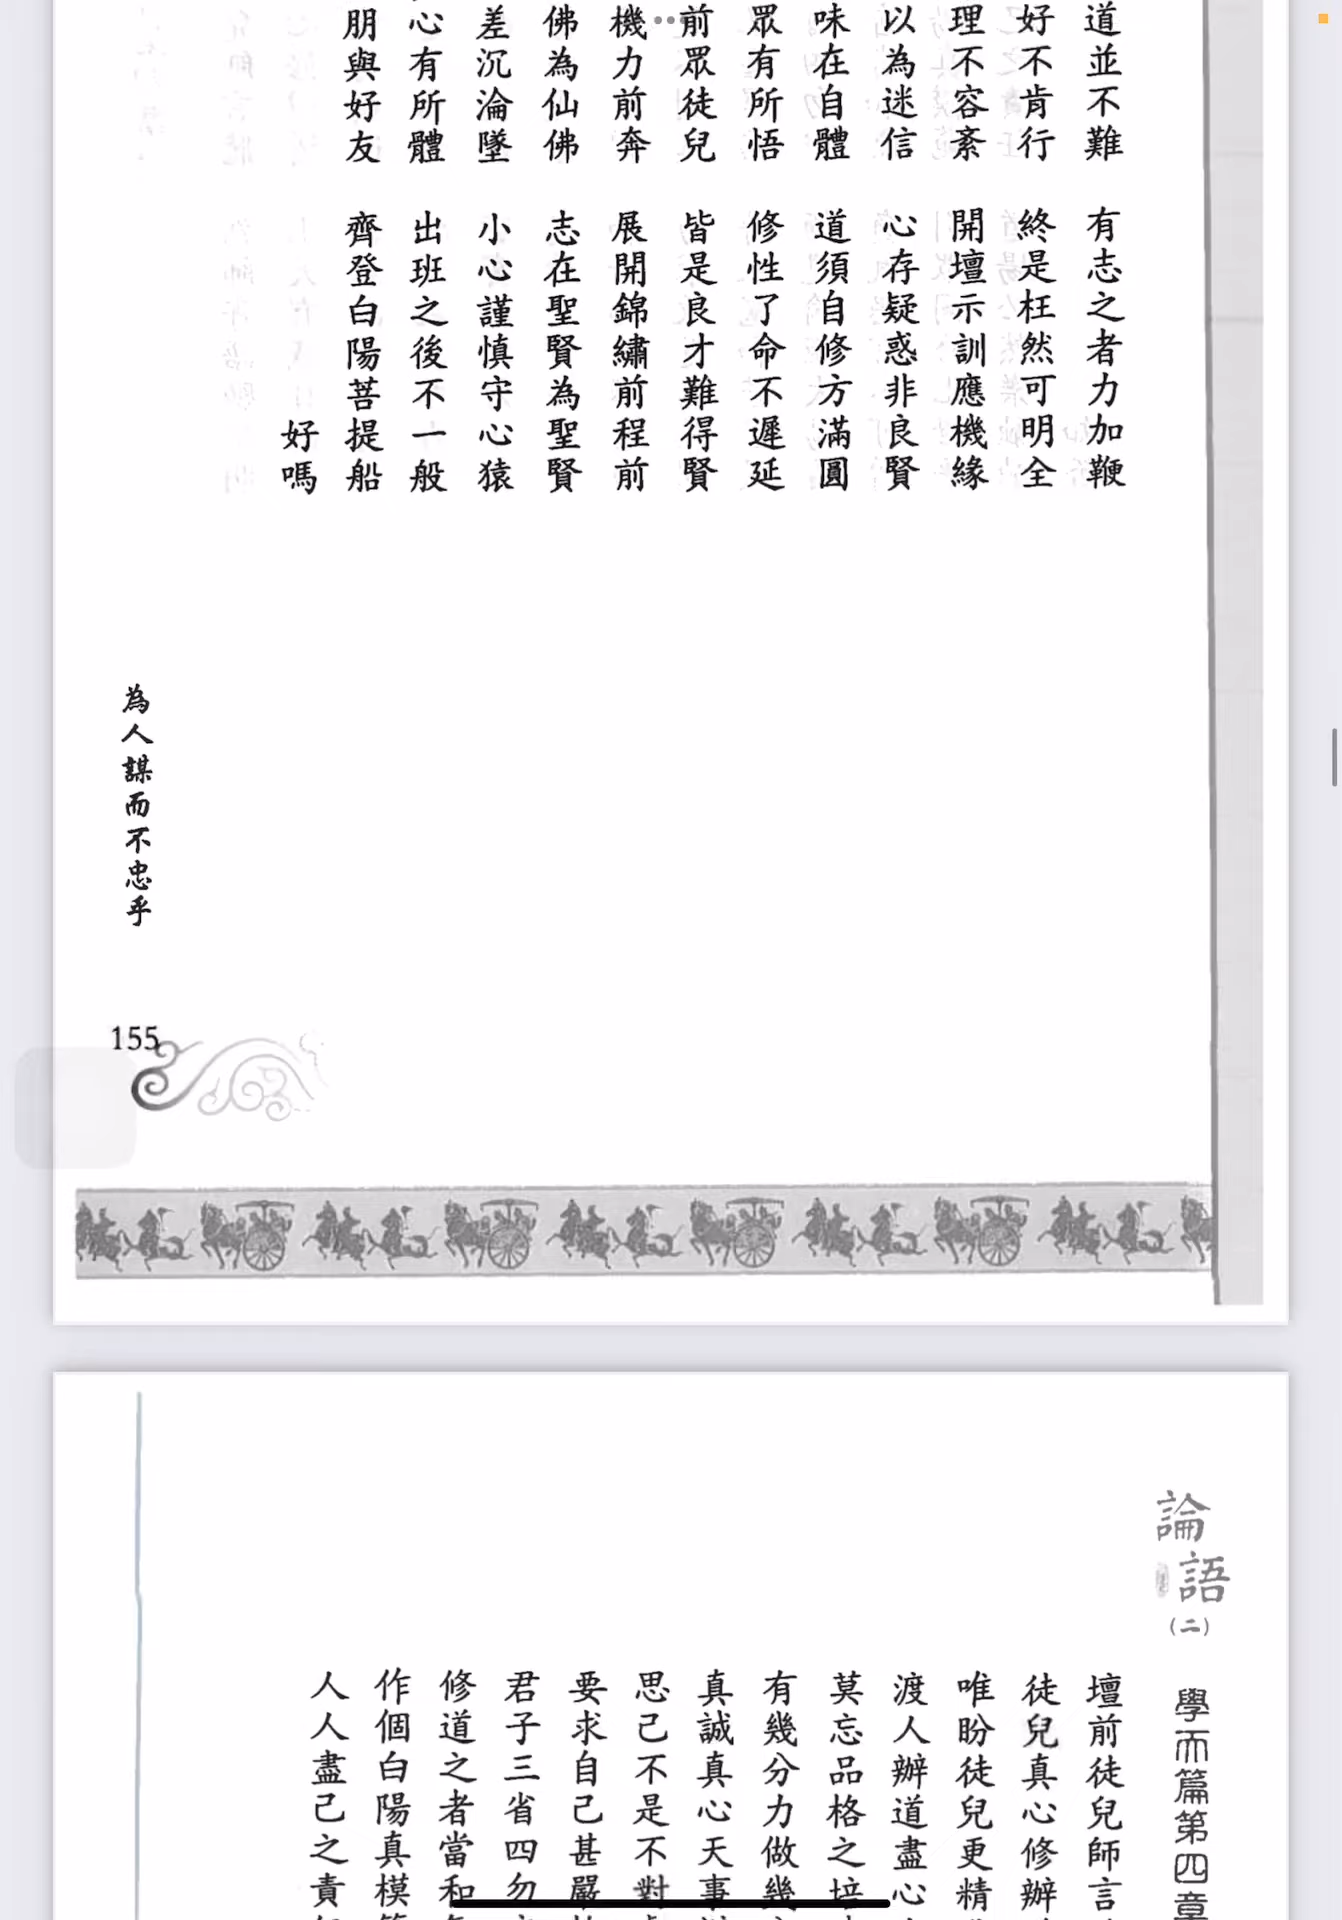 道並不難 有志之者力加鞭
好不肯行 終是枉然可明全
理不容紊 開壇示訓應機緣
以為迷信 心存疑惑非良賢
味在自體 道須自修方滿圓
眾有所悟 修性了命不遲延
前眾徒兒 皆是良才難得賢
機力前奔 展開錦繡前程前
佛為仙佛 志在聖賢為聖賢
差沉淪墜 小心謹慎守心猿
心有所體 出班之後不一般
朋與好友 齊登白陽菩提船
好嗎
為人謀而不忠乎
155
論語
(二)
學而篇第四章
壇前徒兒師言
徒兒真心修辦
唯盼徒兒更精
渡人辦道盡心
莫忘品格之培
有幾分力做幾
真誠真心天事
思己不是不對
要求自己甚嚴
君子三省四勿
修道之者當和
作個白陽真模
人人盡己之責